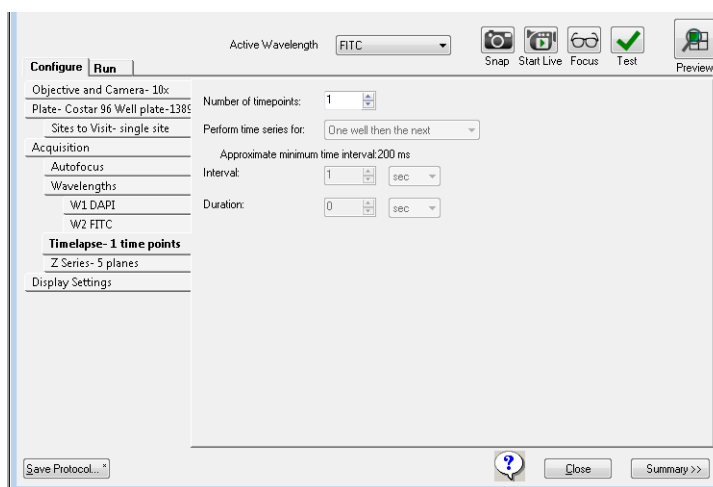 Active Wavelength FITC
Snap Start Live Focus Test Preview
Configure Run
Objective and Camera- 10x
Plate- Costar 96 Well plate-1389
Sites to Visit- single site
Acquisition
Autofocus
Wavelengths
W1 DAPI
W2 FITC
Timelapse- 1 time points
Z Series- 5 planes
Display Settings
Number of timepoints: 1
Perform time series for: One well then the next
Approximate minimum time interval:200 ms
Interval: 1 sec
Duration: 0 sec
Save Protocol... *
? Close Summary >>